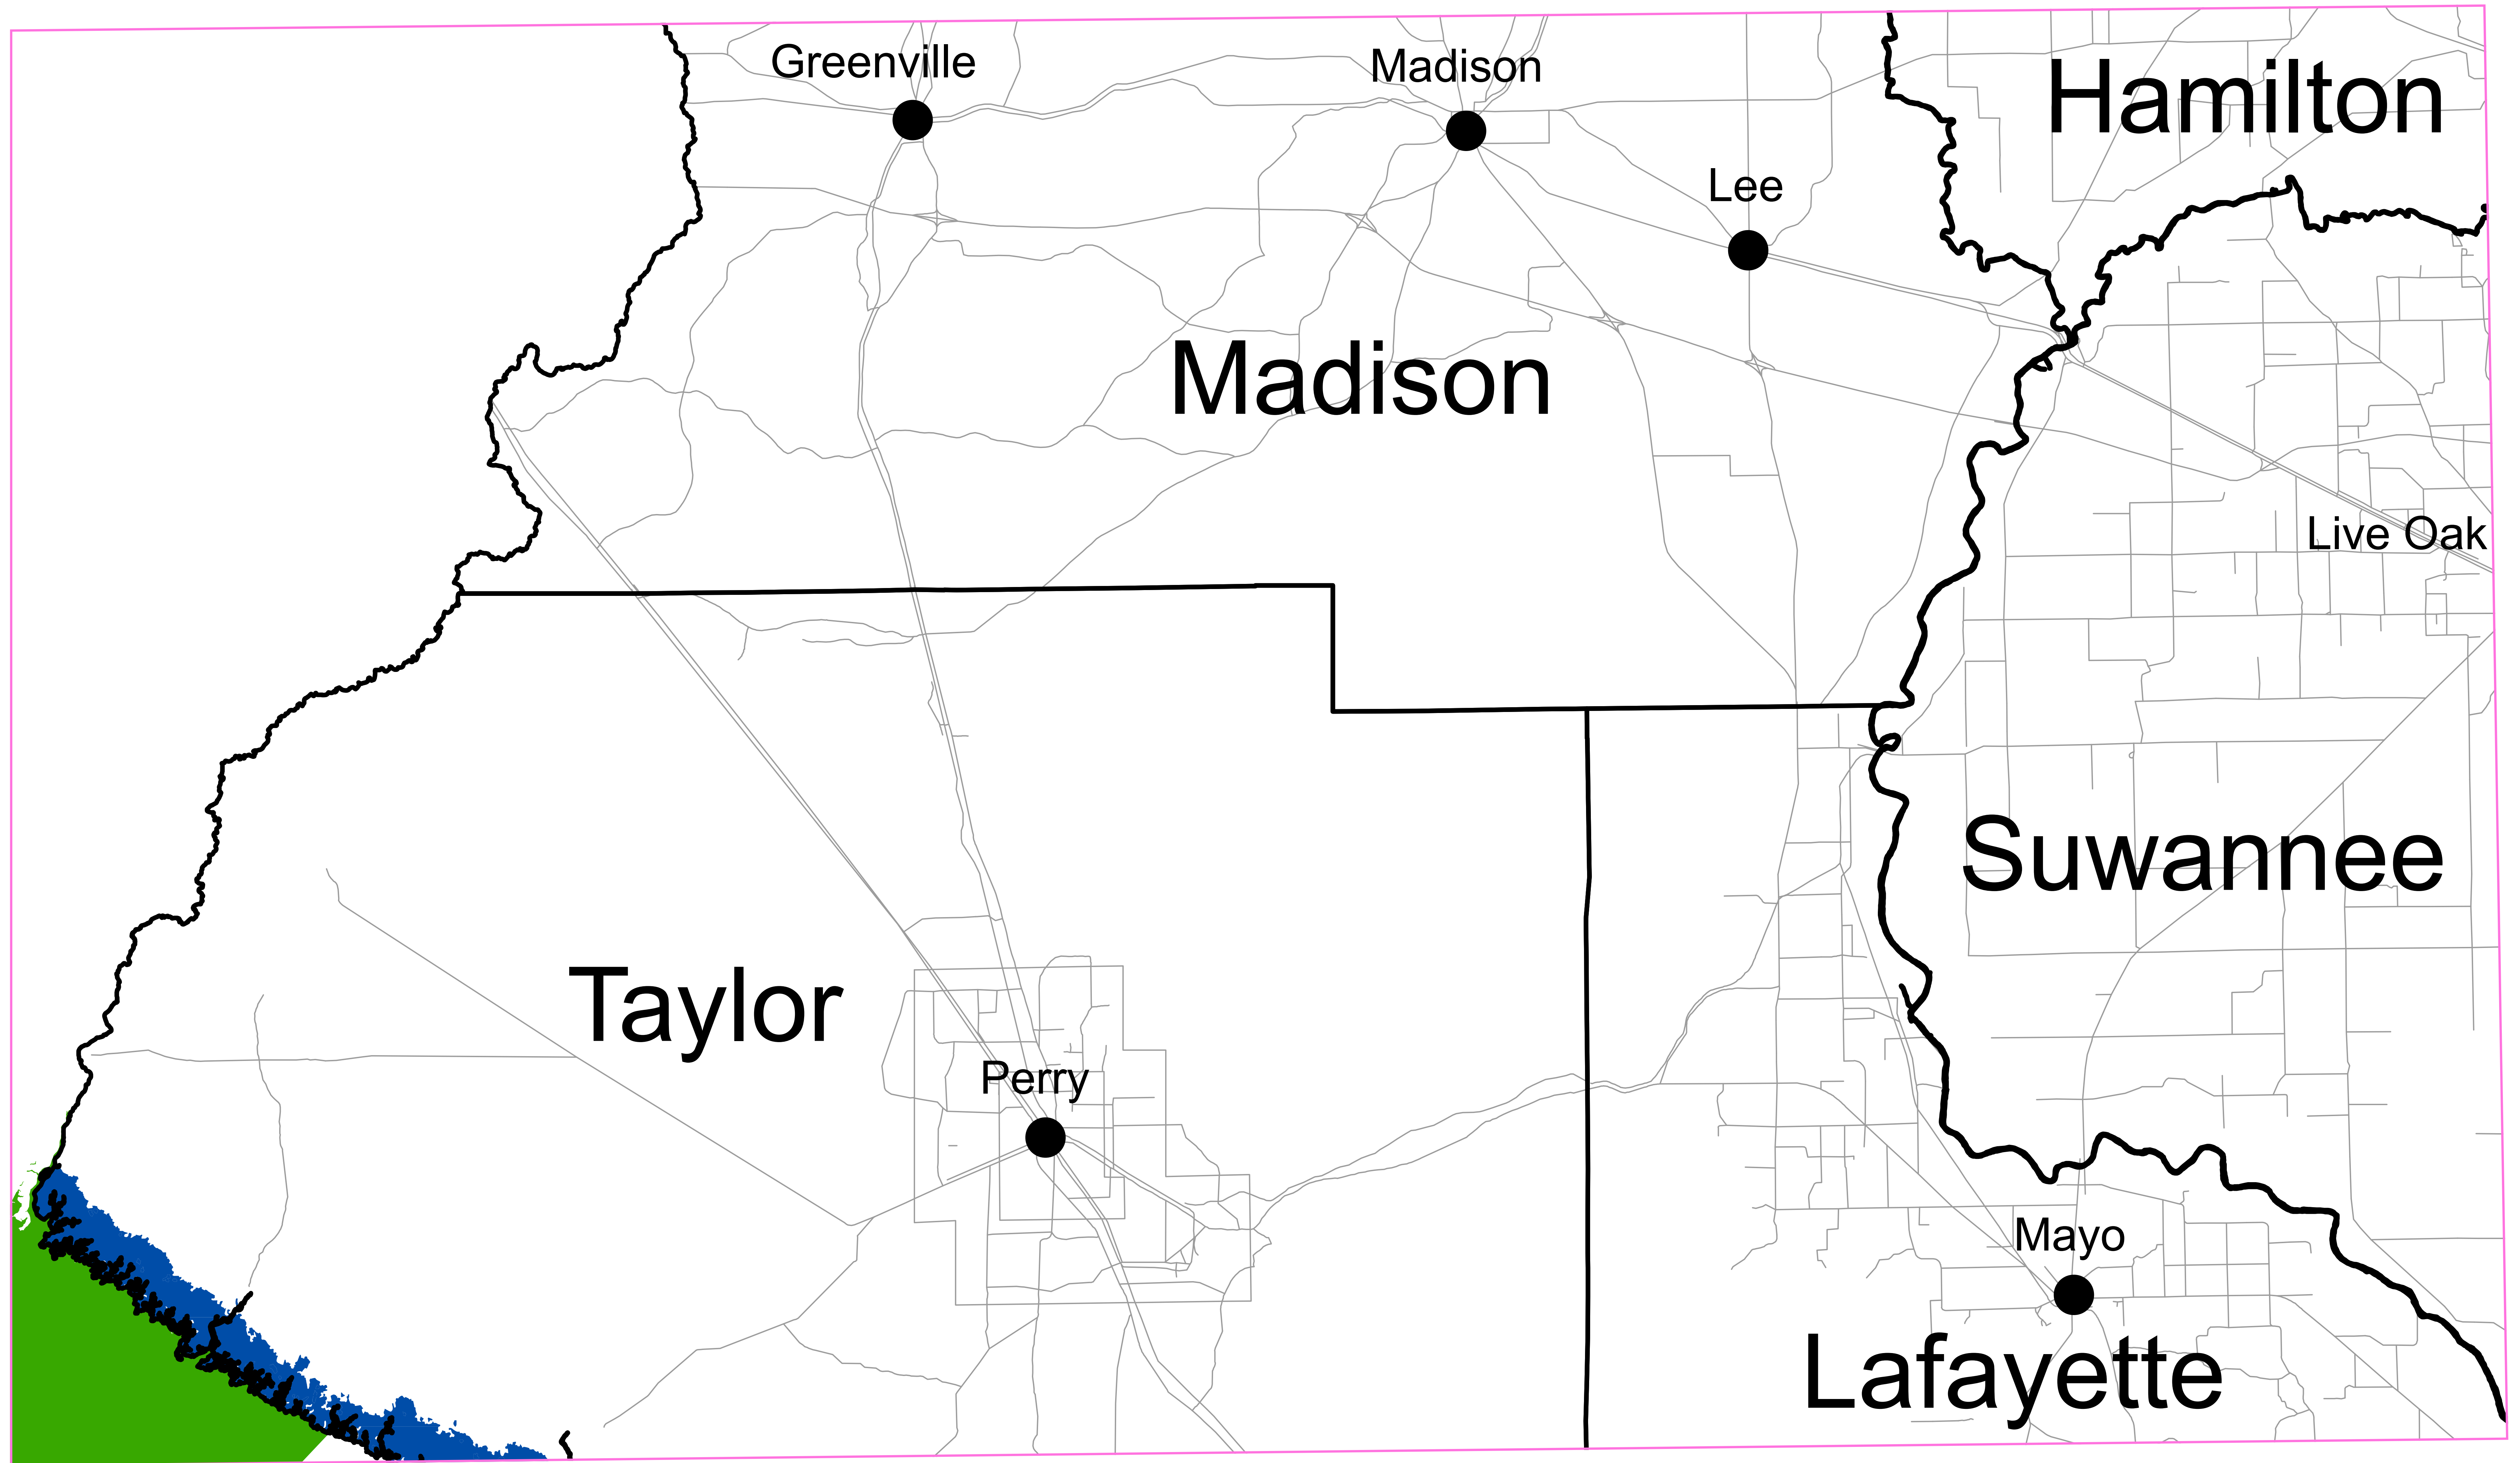 Greenville
Madison
Hamilton
Lee
Madison
Live Oak
Suwannee
Taylor
Perry
Mayo
Lafayette